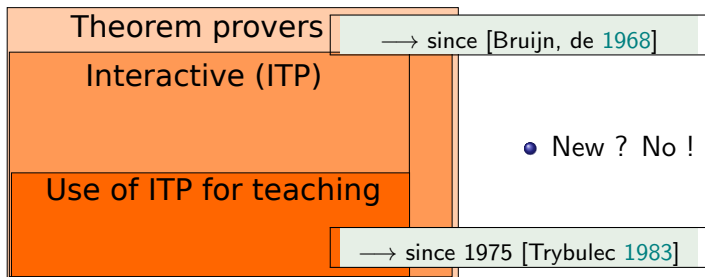 Theorem provers
⟶ since [Bruijn, de 1968]
Interactive (ITP)
• New ? No !
Use of ITP for teaching
⟶ since 1975 [Trybulec 1983]